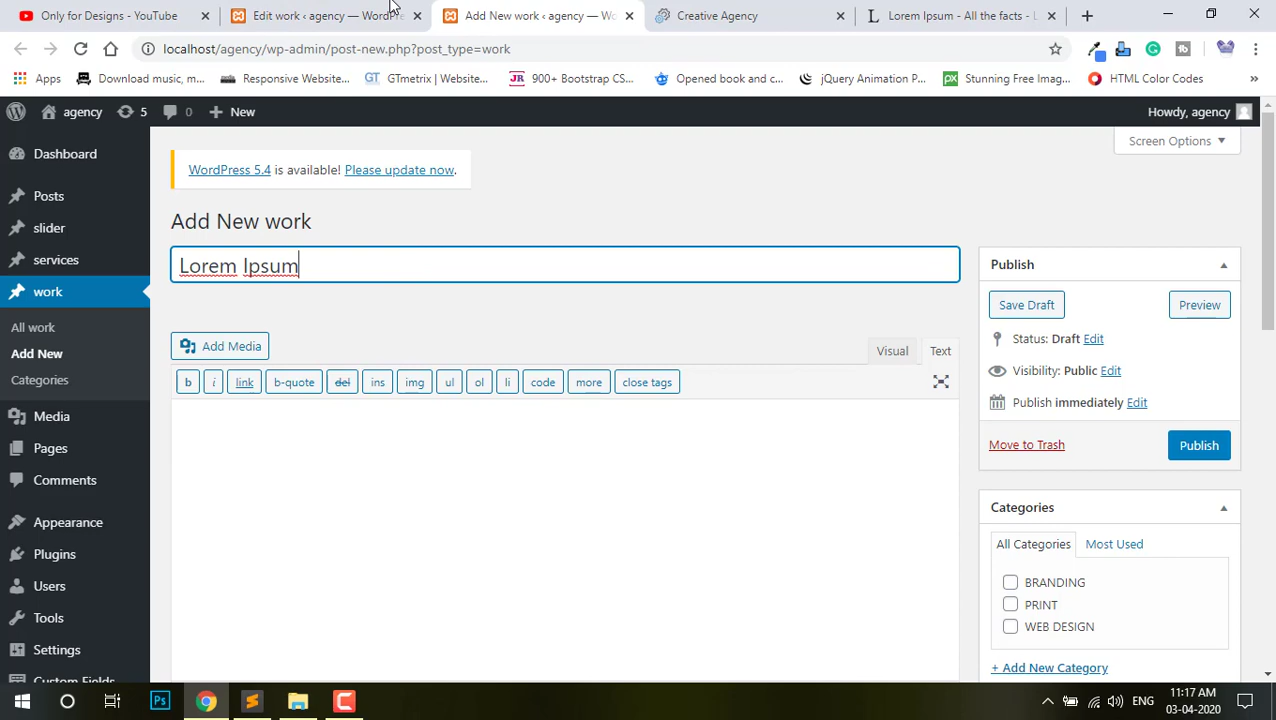 Only for Designs - YouTube
Edit work ‹ agency — WordPre
Add New work ‹ agency — Wo
Creative Agency
Lorem Ipsum - All the facts - L
localhost/agency/wp-admin/post-new.php?post_type=work
Apps
Download music, m...
Responsive Website...
GT
GTmetrix | Website...
JR
900+ Bootstrap CS...
Opened book and c...
jQuery Animation P...
px
Stunning Free Imag...
HTML Color Codes
»
agency
5
0
New
Howdy, agency
Screen Options
Dashboard
Posts
slider
services
work
All work
Add New
Categories
Media
Pages
Comments
Appearance
Plugins
Users
Tools
Settings
Custom Fields
WordPress 5.4 is available! Please update now.
Add New work
Lorem Ipsum
Add Media
Visual
Text
b
i
link
b-quote
del
ins
img
ul
ol
li
code
more
close tags
Publish
Save Draft
Preview
Status: Draft Edit
Visibility: Public Edit
Publish immediately Edit
Move to Trash
Publish
Categories
All Categories
Most Used
BRANDING
PRINT
WEB DESIGN
+ Add New Category
Ps
ENG
11:17 AM
03-04-2020